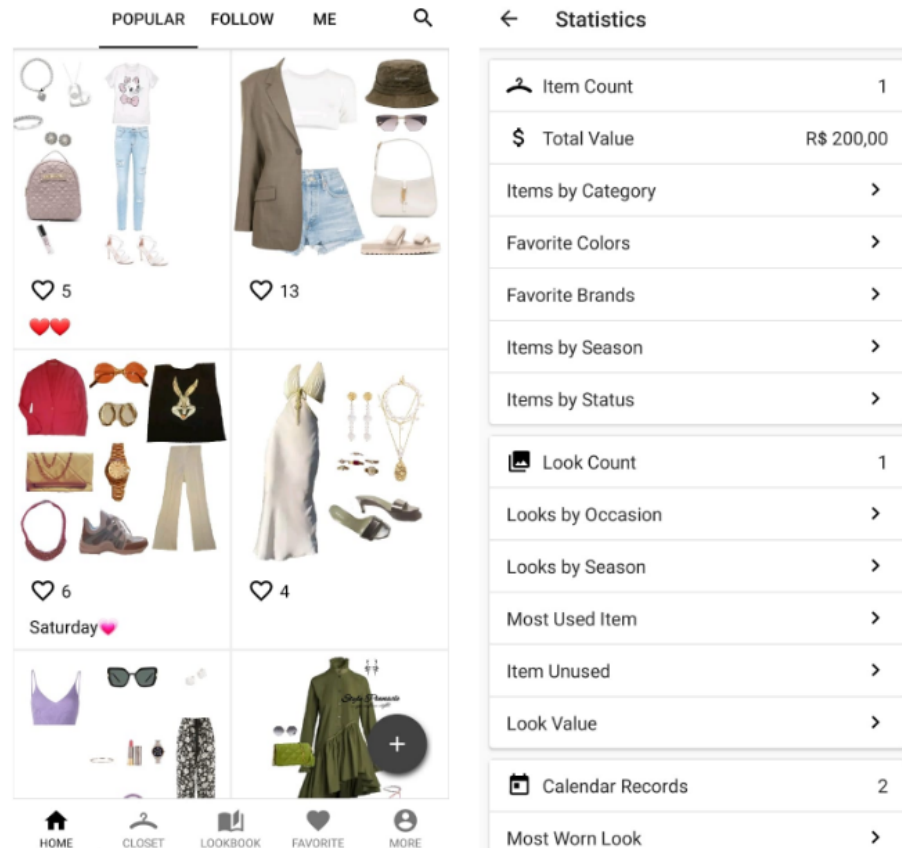 POPULAR FOLLOW ME
5
13
❤️❤️
6
4
Saturday💗
Style Pinnacle
+
HOME CLOSET LOOKBOOK FAVORITE MORE
Statistics
Item Count 1
$ Total Value R$ 200,00
Items by Category
Favorite Colors
Favorite Brands
Items by Season
Items by Status
Look Count 1
Looks by Occasion
Looks by Season
Most Used Item
Item Unused
Look Value
Calendar Records 2
Most Worn Look